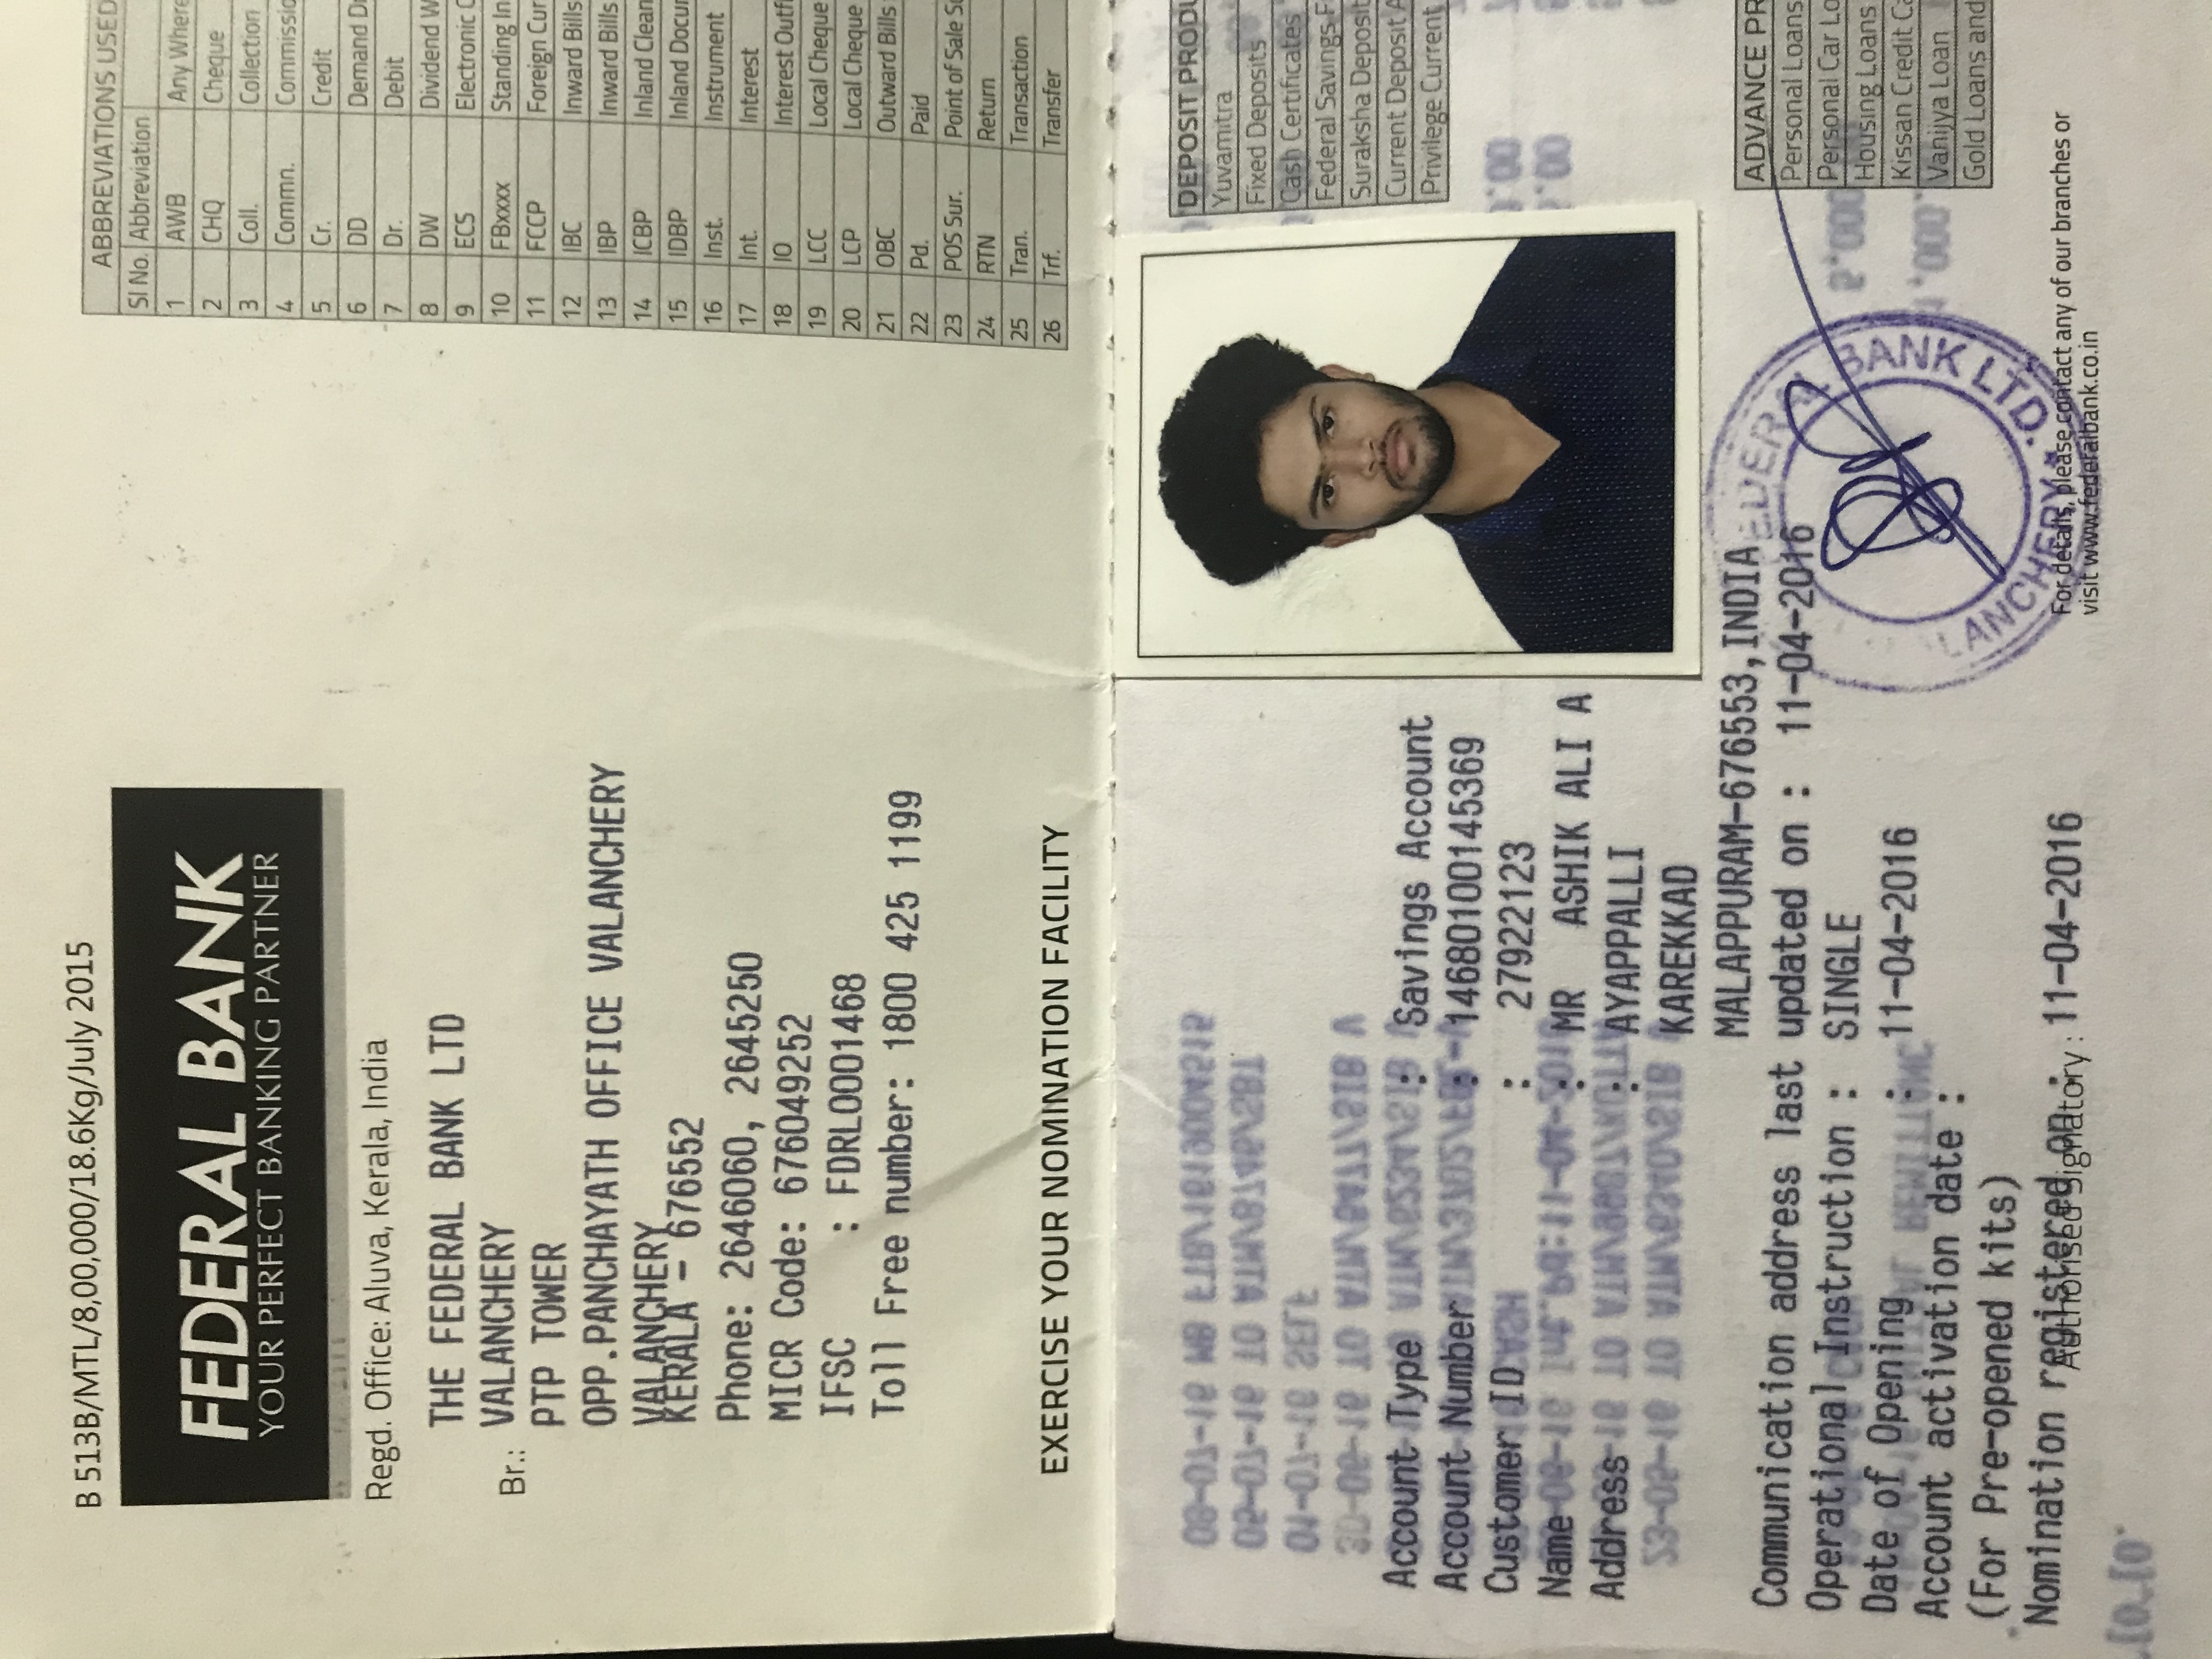 B 513B/MTL/8,00,000/18.6Kg/July 2015
FEDERAL BANK
YOUR PERFECT BANKING PARTNER
Regd. Office: Aluva, Kerala, India
THE FEDERAL BANK LTD
Br.: VALANCHERY
PTP TOWER
OPP.PANCHAYATH OFFICE VALANCHERY
VALANCHERY
KERALA - 676552
Phone: 2646060, 2645250
MICR Code: 676049252
IFSC : FDRL0001468
Toll Free number: 1800 425 1199
EXERCISE YOUR NOMINATION FACILITY
ABBREVIATIONS USED
Sl No. Abbreviation
1 AWB Any Where
2 CHQ Cheque
3 Coll. Collection
4 Commn.
5 Cr. Credit
6 DD Demand
7 Dr. Debit
8 DW Dividend
9 ECS Electronic
10 FBxxxx Standing
11 FCCP Foreign
12 IBC Inward Bills
13 IBP Inward Bills
14 ICBP Inland
15 IDBP Inland
16 Inst. Instrument
17 Int. Interest
18 IO Interest
19 LCC Local Cheque
20 LCP Local Cheque
21 OBC Outward Bills
22 Pd. Paid
23 POS Sur. Point of Sale
24 RTN Return
25 Tran. Transaction
26 Trf. Transfer
Account Type : Savings Account
Account Number : 14680100145369
Customer ID : 27922123
Name : MR ASHIK ALI A
Address : AYAPPALLI
KAREKKAD
MALAPPURAM-676553,INDIA
Communication address last updated on : 11-04-2016
Operational Instruction : SINGLE
Date of Opening : 11-04-2016
Account activation date :
(For Pre-opened kits)
Nomination registered on : 11-04-2016
Authorised Signatory :
DEPOSIT
Yuvamitra
Fixed Deposits
Cash Certificates
Federal Savings
Suraksha Deposit
Current Deposit
Privilege Current
FEDERAL BANK LTD.
ADVANCE
Personal Loans
Personal Car
Housing Loans
Kissan Credit
Vanijya Loan
Gold Loans and
For details, please contact any of our branches or
visit www.federalbank.co.in